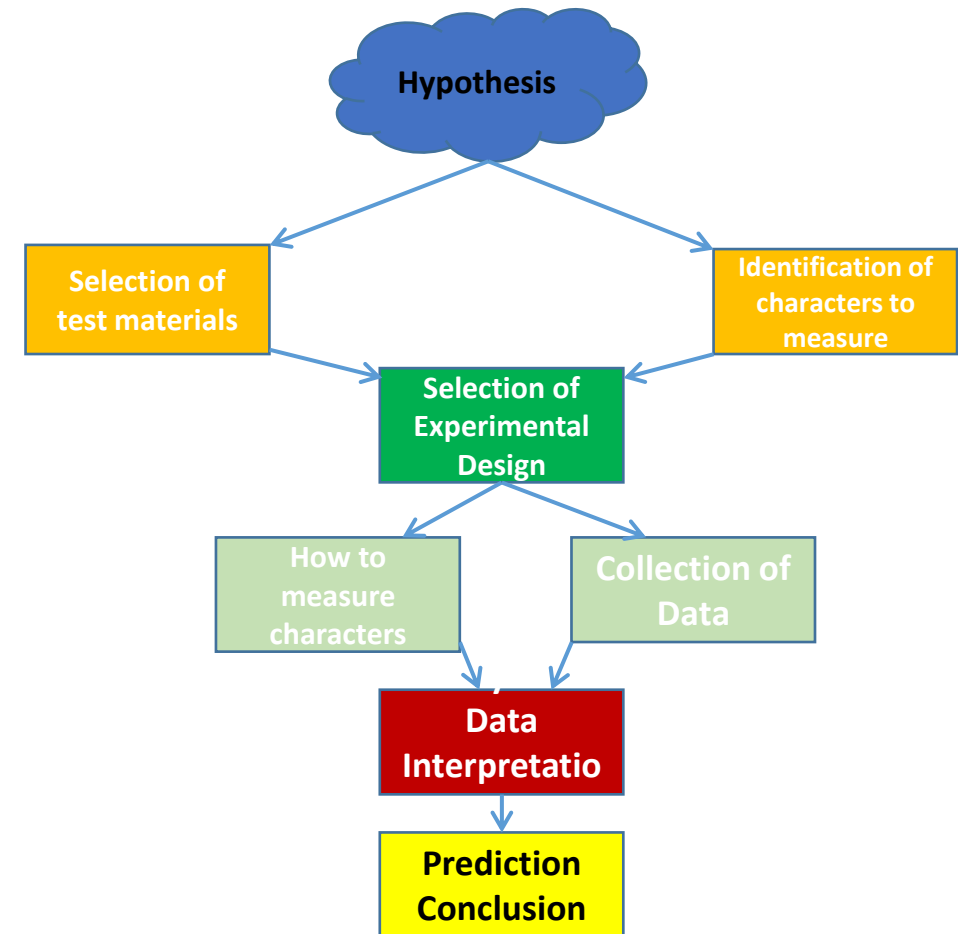 Hypothesis
Selection of
test materials
Identification of
characters to
measure
Selection of
Experimental
Design
How to
measure
characters
Collection of
Data
Data
Interpretatio
Prediction
Conclusion